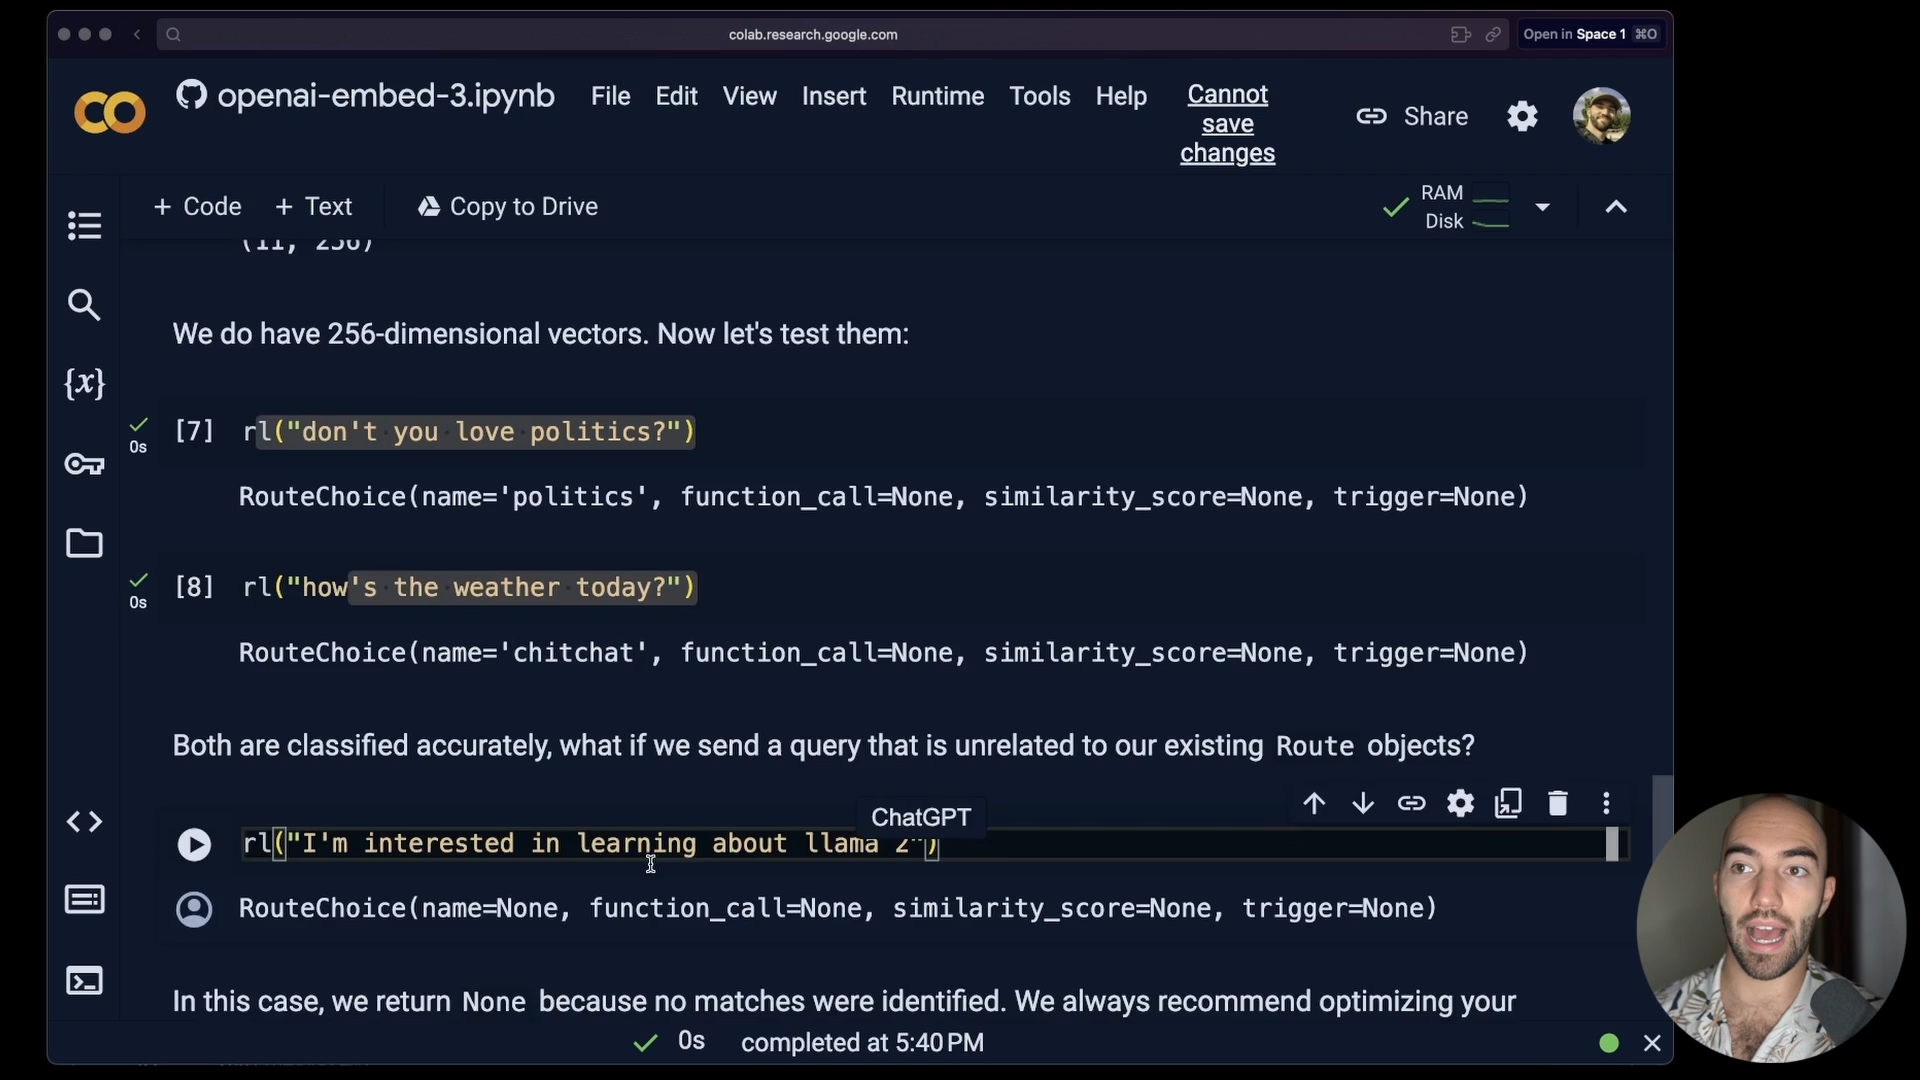 colab.research.google.com
Open in Space 1 ⌘O
openai-embed-3.ipynb
File Edit View Insert Runtime Tools Help
Cannot
save
changes
Share
+ Code + Text Copy to Drive
RAM
Disk
(11, 256)
We do have 256-dimensional vectors. Now let's test them:
0s
[7] rl("don't you love politics?")
RouteChoice(name='politics', function_call=None, similarity_score=None, trigger=None)
0s
[8] rl("how's the weather today?")
RouteChoice(name='chitchat', function_call=None, similarity_score=None, trigger=None)
Both are classified accurately, what if we send a query that is unrelated to our existing Route objects?
ChatGPT
rl("I'm interested in learning about llama 2")
RouteChoice(name=None, function_call=None, similarity_score=None, trigger=None)
In this case, we return None because no matches were identified. We always recommend optimizing your
0s completed at 5:40 PM